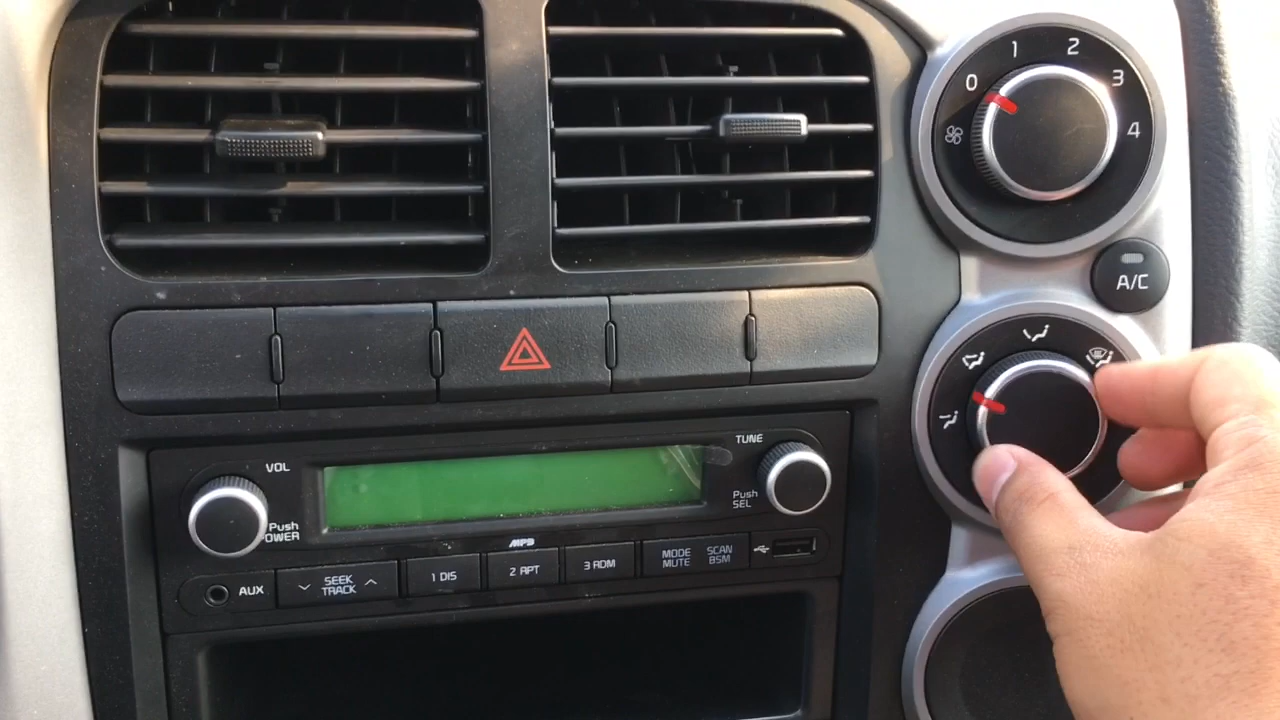 0
1
2
3
4
A/C
VOL
TUNE
Push
OWER
Push
SEL
MP3
AUX
SEEK
TRACK
1 DIS
2 RPT
3 RDM
MODE
MUTE
SCAN
BSM